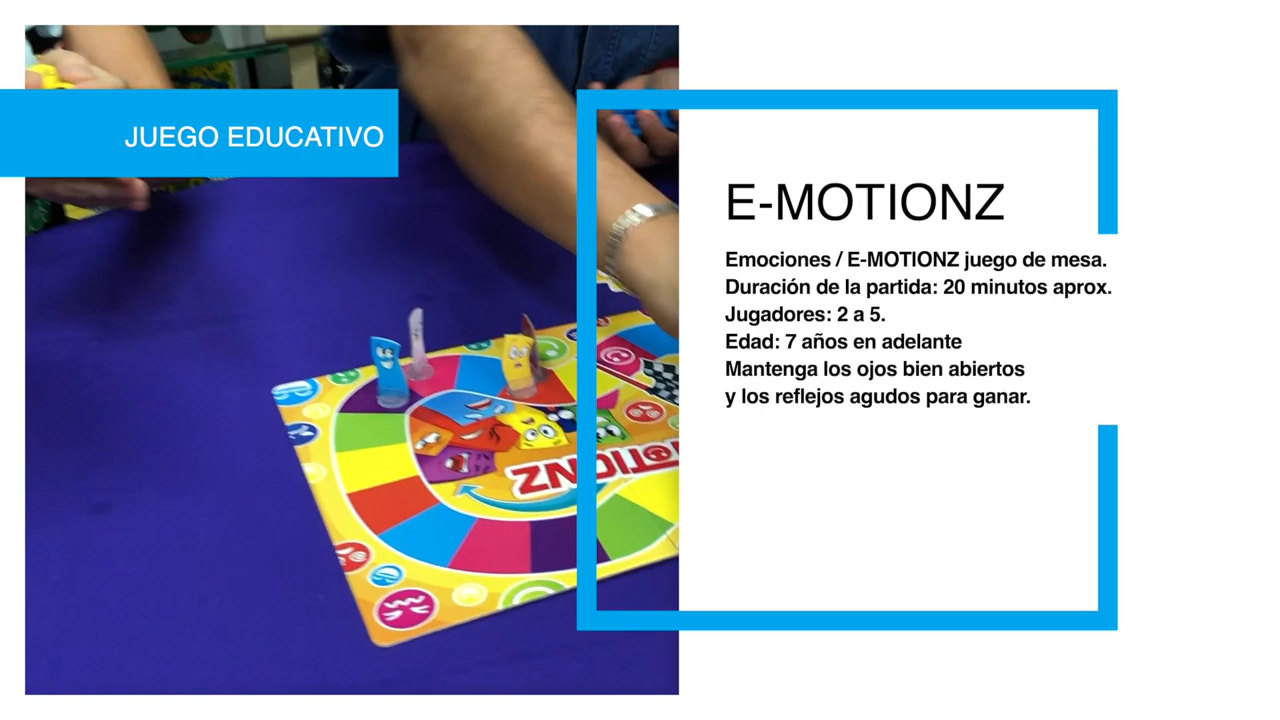 JUEGO EDUCATIVO
E-MOTIONZ
Emociones / E-MOTIONZ juego de mesa.
Duración de la partida: 20 minutos aprox.
Jugadores: 2 a 5.
Edad: 7 años en adelante
Mantenga los ojos bien abiertos
y los reflejos agudos para ganar.
OTIONZ